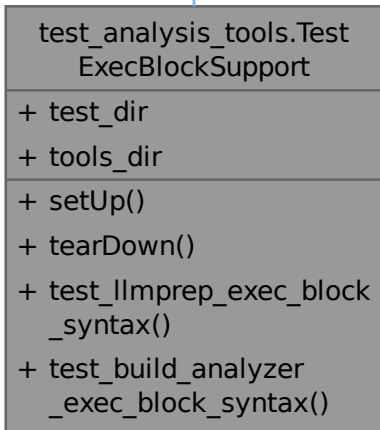 test_analysis_tools.Test
ExecBlockSupport
+ test_dir
+ tools_dir
+ setUp()
+ tearDown()
+ test_llmprep_exec_block
_syntax()
+ test_build_analyzer
_exec_block_syntax()